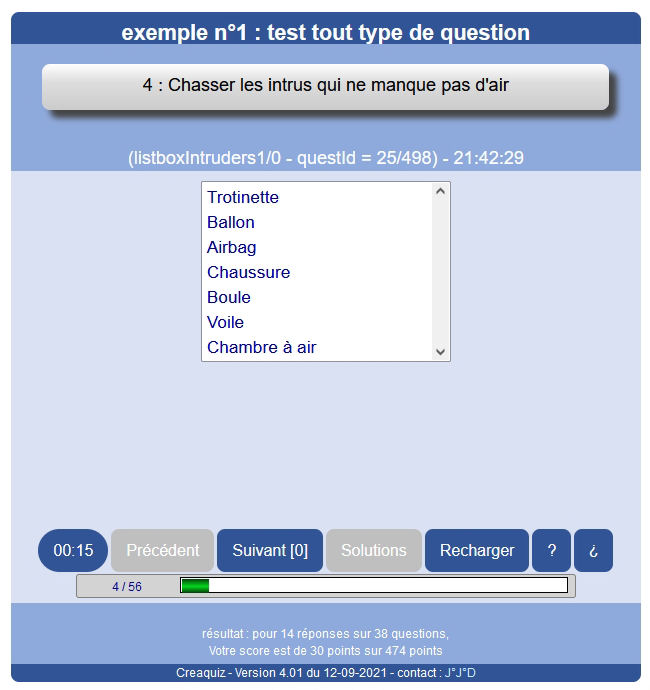 exemple n°1 : test tout type de question
4 : Chasser les intrus qui ne manque pas d'air
(listboxIntruders1/0 - questId = 25/498) - 21:42:29
Trotinette
Ballon
Airbag
Chaussure
Boule
Voile
Chambre à air
00:15 Précédent Suivant [0] Solutions Recharger ? ¿
4 / 56
résultat : pour 14 réponses sur 38 questions,
Votre score est de 30 points sur 474 points
Creaquiz - Version 4.01 du 12-09-2021 - contact : J°J°D